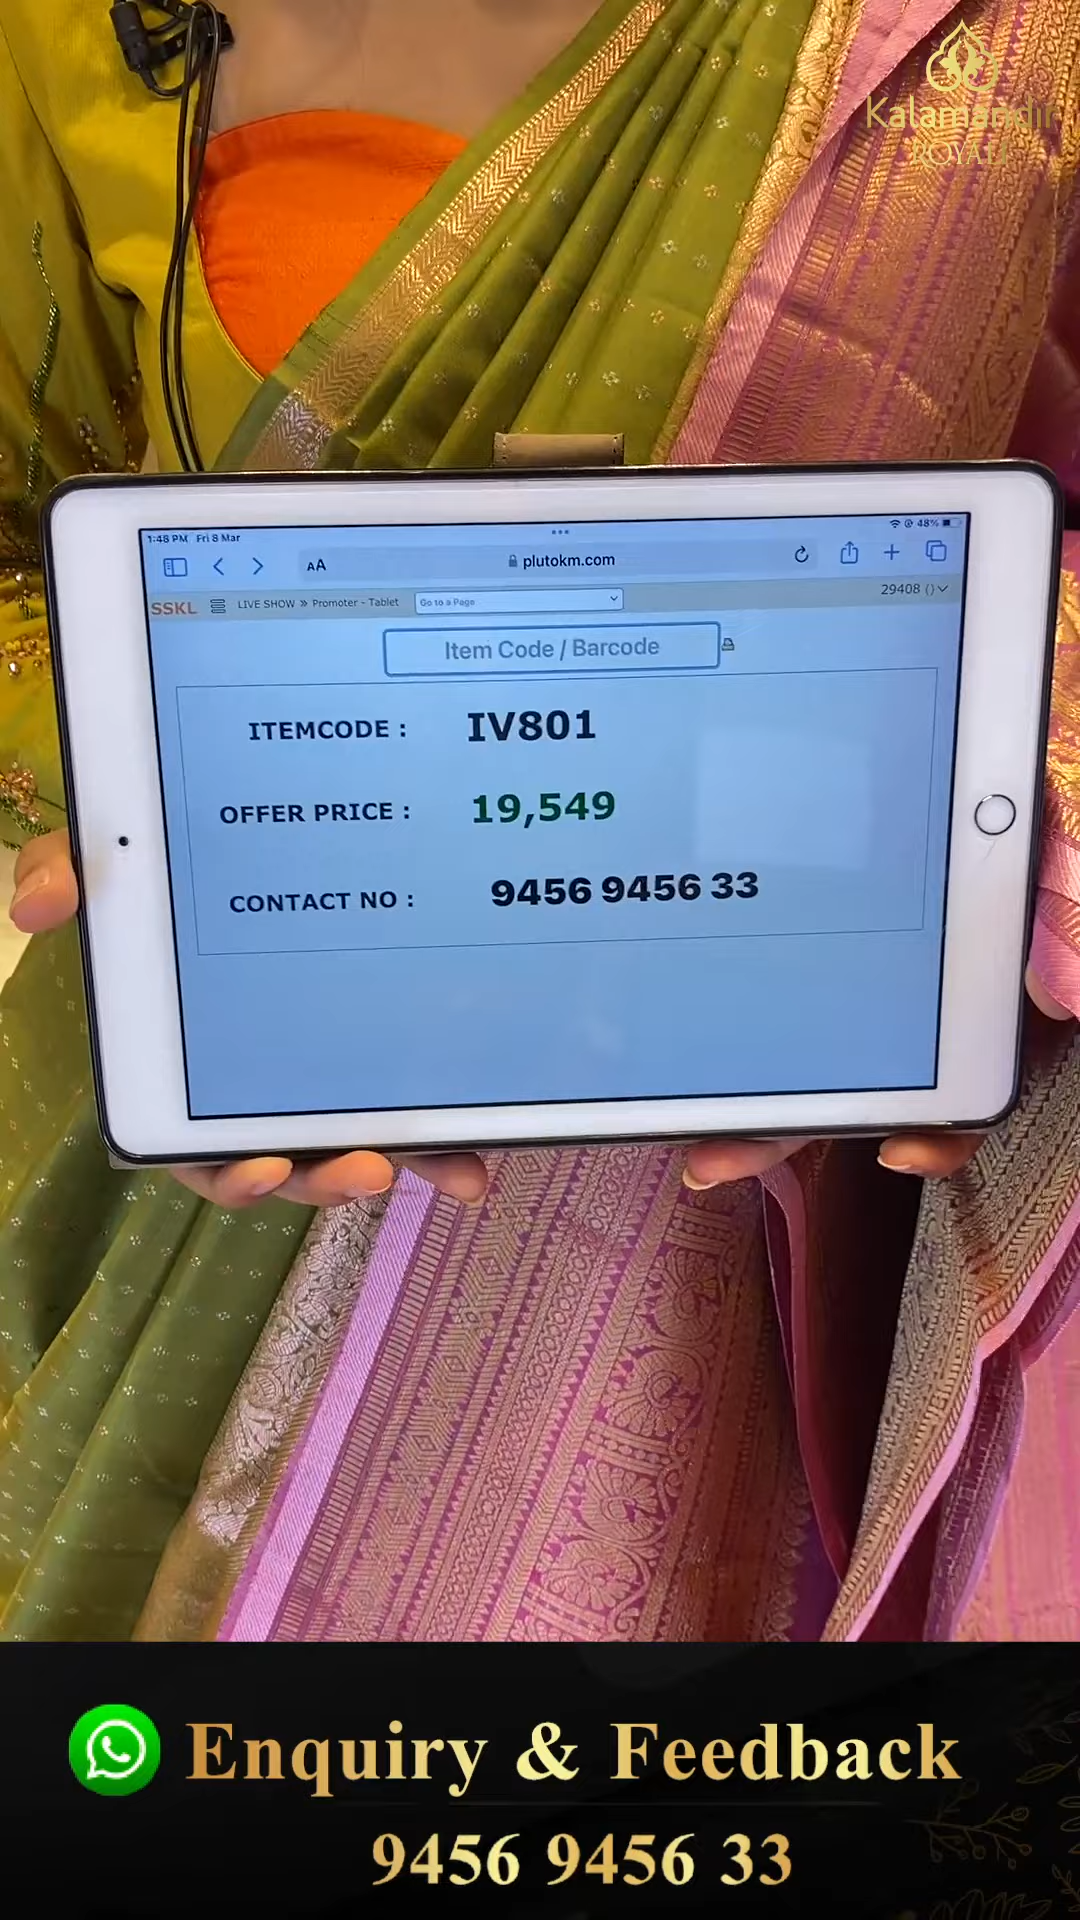 Kalamandir
ROYALE
1:48 PM Fri 8 Mar
48%
AA
plutokm.com
SSKL
LIVE SHOW » Promoter - Tablet
Go to a Page
29408 ()
Item Code / Barcode
ITEMCODE : IV801
OFFER PRICE : 19,549
CONTACT NO : 9456 9456 33
Enquiry & Feedback
9456 9456 33